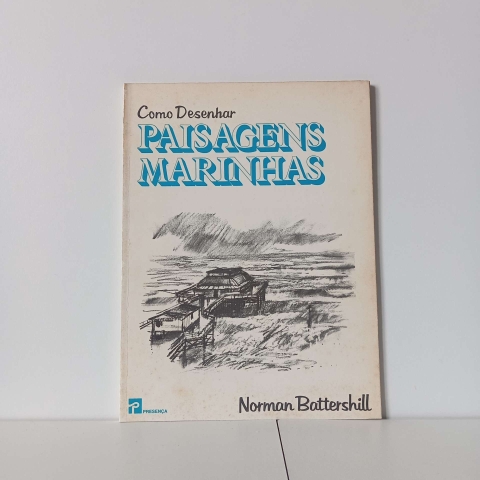 Como Desenhar
PAISAGENS
MARINHAS
PRESENÇA
Norman Battershill